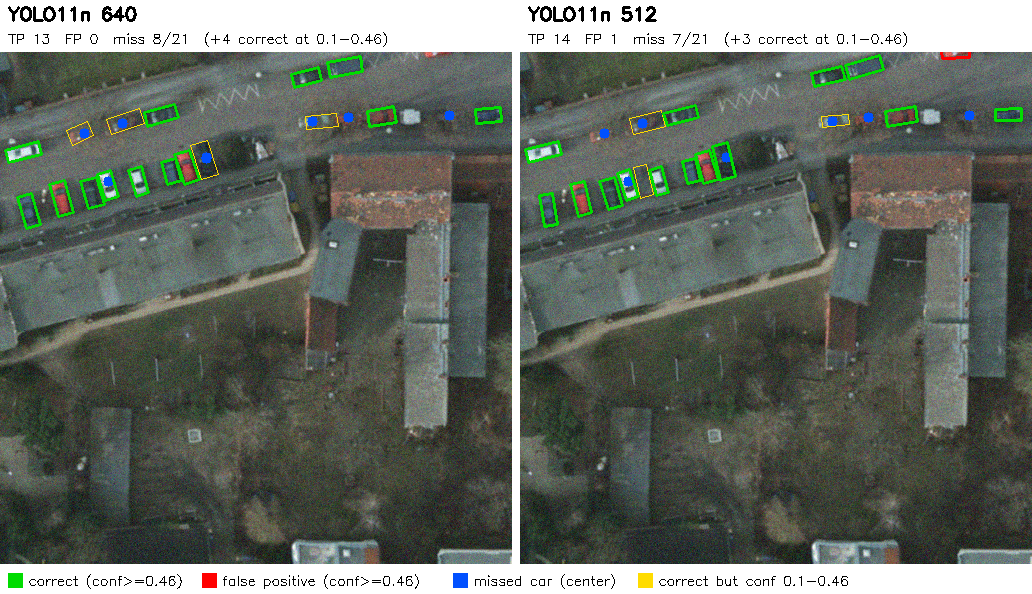 YOLO11n 640
TP 13 FP 0 miss 8/21 (+4 correct at 0.1-0.46)
YOLO11n 512
TP 14 FP 1 miss 7/21 (+3 correct at 0.1-0.46)
correct (conf>=0.46) false positive (conf>=0.46) missed car (center) correct but conf 0.1-0.46